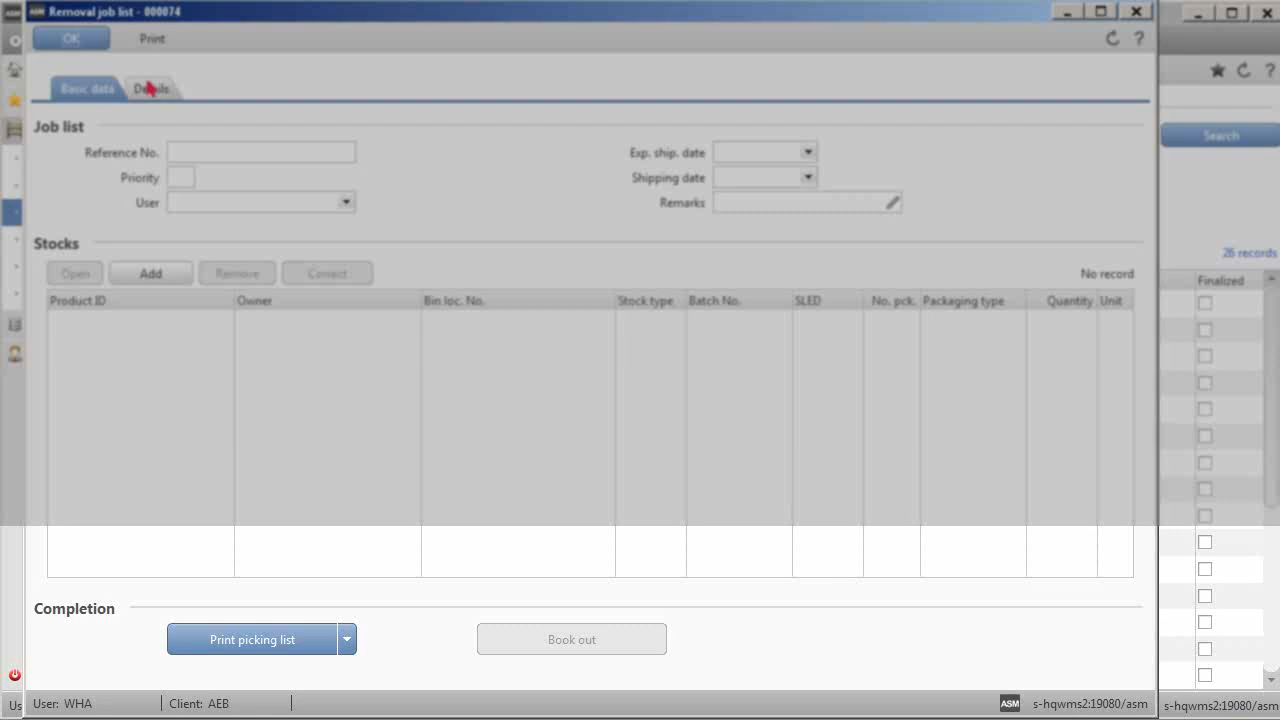 ASM ASM Removal job list - 000074
OK Print ?
?
Basic data Details
Job list
Reference No. Exp. ship. date
Search
Priority Shipping date
User Remarks
Stocks
26 records
Open Add Remove Correct No record
Finalized
Product ID Owner Bin loc. No. Stock type Batch No. SLED No. pck. Packaging type Quantity Unit
Completion
Print picking list Book out
Us User: WHA Client: AEB ASM s-hqwms2:19080/asm s-hqwms2:19080/asm